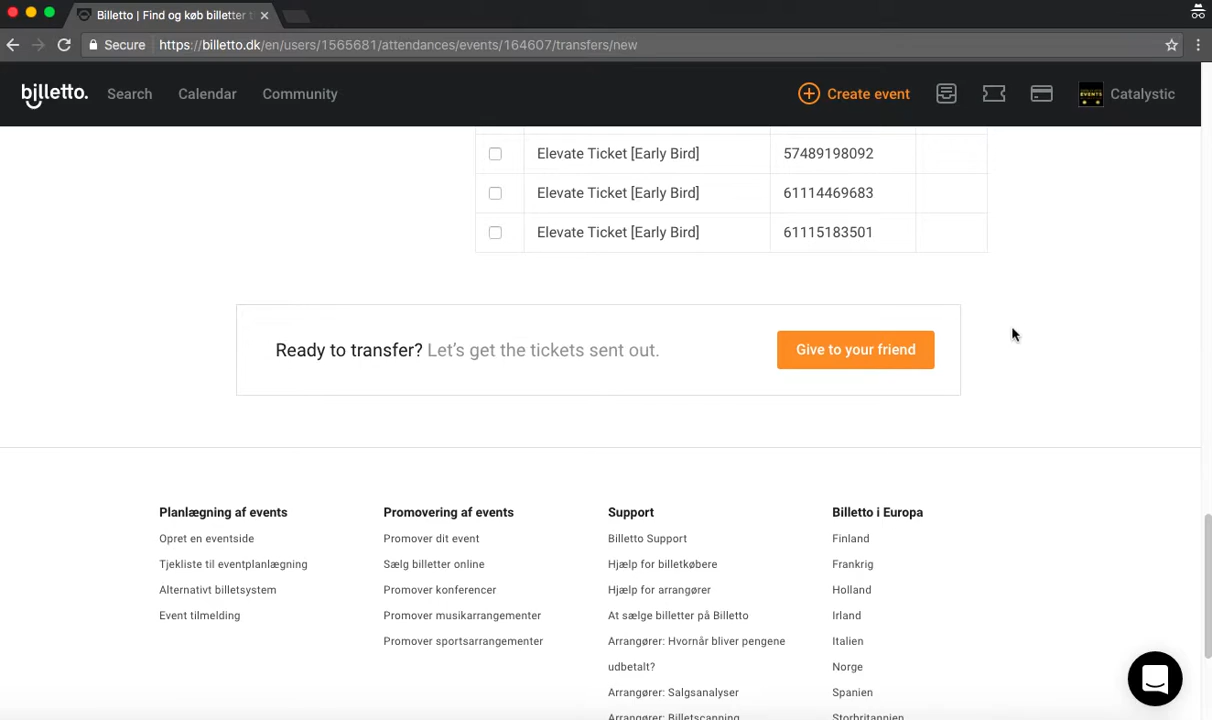 Billetto | Find og køb billetter
Secure https://billetto.dk/en/users/1565681/attendances/events/164607/transfers/new
billetto. Search Calendar Community Create event EVENTS Catalystic
Elevate Ticket [Early Bird] 57489198092
Elevate Ticket [Early Bird] 61114469683
Elevate Ticket [Early Bird] 61115183501
Ready to transfer? Let's get the tickets sent out. Give to your friend
Planlægning af events
Opret en eventside
Tjekliste til eventplanlægning
Alternativt billetsystem
Event tilmelding
Promovering af events
Promover dit event
Sælg billetter online
Promover konferencer
Promover musikarrangementer
Promover sportsarrangementer
Support
Billetto Support
Hjælp for billetkøbere
Hjælp for arrangører
At sælge billetter på Billetto
Arrangører: Hvornår bliver pengene
udbetalt?
Arrangører: Salgsanalyser
Arrangører: Billetscanning
Billetto i Europa
Finland
Frankrig
Holland
Irland
Italien
Norge
Spanien
Storbritannien